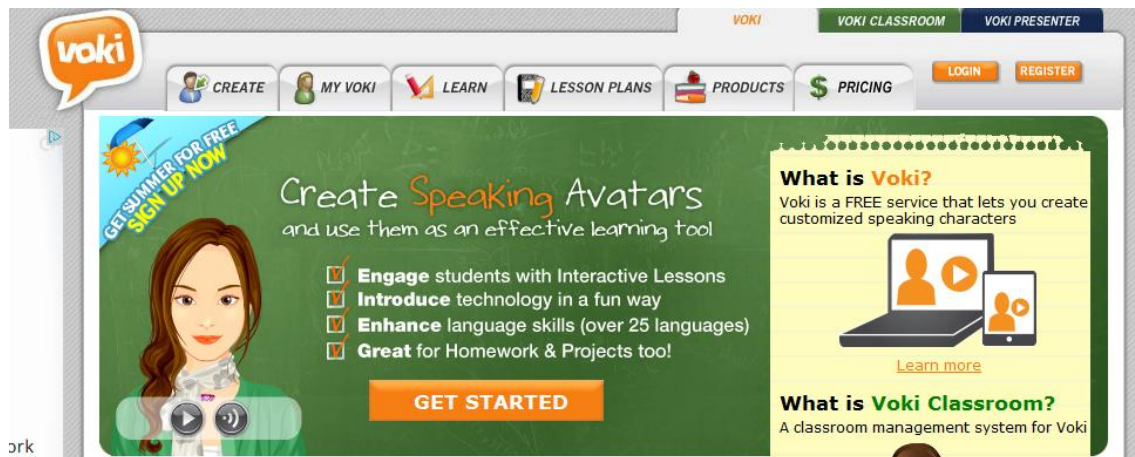 voki
VOKI
VOKI CLASSROOM
VOKI PRESENTER
CREATE
MY VOKI
LEARN
LESSON PLANS
PRODUCTS
PRICING
LOGIN
REGISTER
GET SUMMER FOR FREE
SIGN UP NOW
Create Speaking Avatars
and use them as an effective learning tool
Engage students with Interactive Lessons
Introduce technology in a fun way
Enhance language skills (over 25 languages)
Great for Homework & Projects too!
GET STARTED
What is Voki?
Voki is a FREE service that lets you create
customized speaking characters
Learn more
What is Voki Classroom?
A classroom management system for Voki
ork